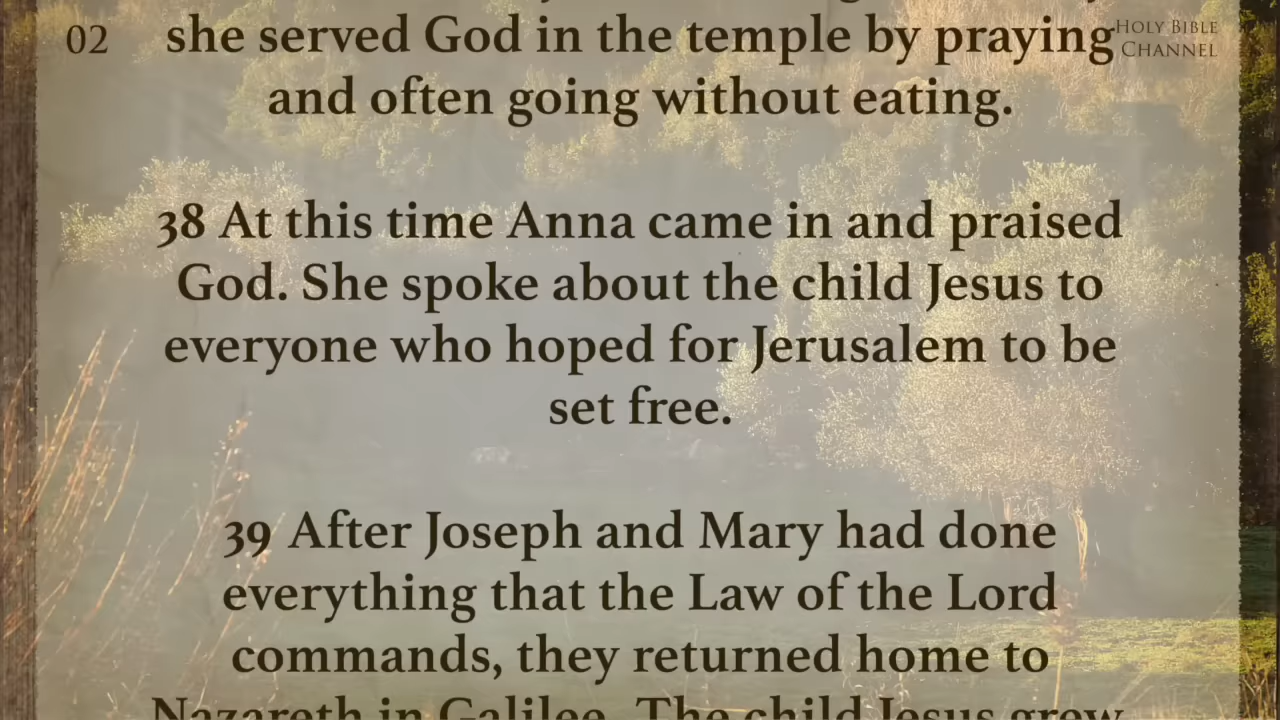 02
she served God in the temple by praying
HOLY BIBLE
CHANNEL
and often going without eating.
38 At this time Anna came in and praised
God. She spoke about the child Jesus to
everyone who hoped for Jerusalem to be
set free.
39 After Joseph and Mary had done
everything that the Law of the Lord
commands, they returned home to
Nazareth in Galilee. The child Jesus grew